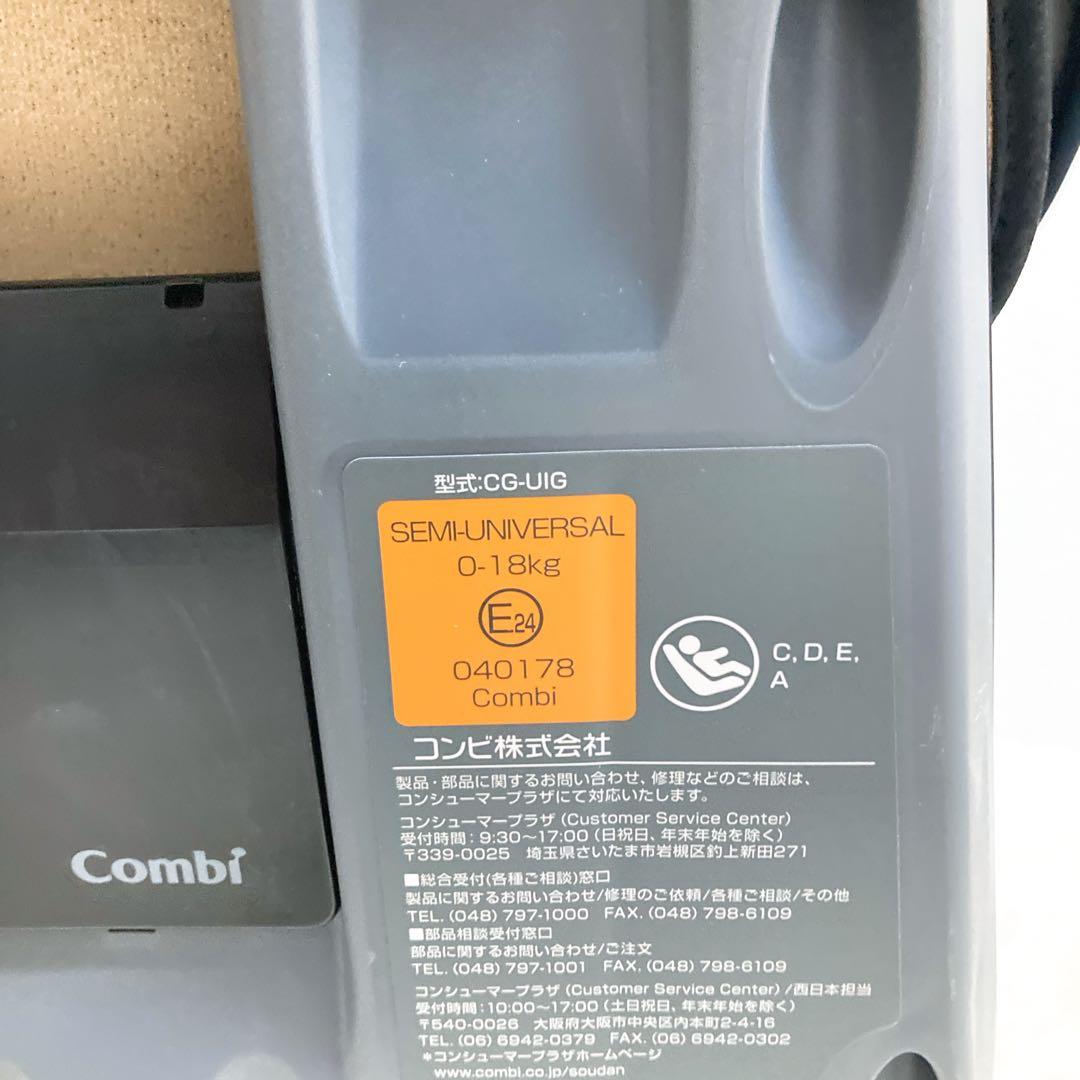 型式:CG-UIG
SEMI-UNIVERSAL
0-18kg
E24
040178
Combi
C, D, E,
A
コンビ株式会社
製品・部品に関するお問い合わせ、修理などのご相談は、
コンシューマープラザにて対応いたします。
コンシューマープラザ (Customer Service Center)
受付時間：9:30～17:00 (日祝日、年末年始を除く)
〒339-0025 埼玉県さいたま市岩槻区釣上新田271
■総合受付(各種ご相談)窓口
製品に関するお問い合わせ/修理のご依頼/各種ご相談/その他
TEL. (048) 797-1000 FAX. (048) 798-6109
■部品相談受付窓口
部品に関するお問い合わせ/ご注文
TEL. (048) 797-1001 FAX. (048) 798-6109
コンシューマープラザ (Customer Service Center) /西日本担当
受付時間：10:00～17:00 (土日祝日、年末年始を除く)
〒540-0026 大阪府大阪市中央区内本町2-4-16
TEL. (06) 6942-0379 FAX. (06) 6942-0302
*コンシューマープラザホームページ
www.combi.co.jp/soudan
Combi